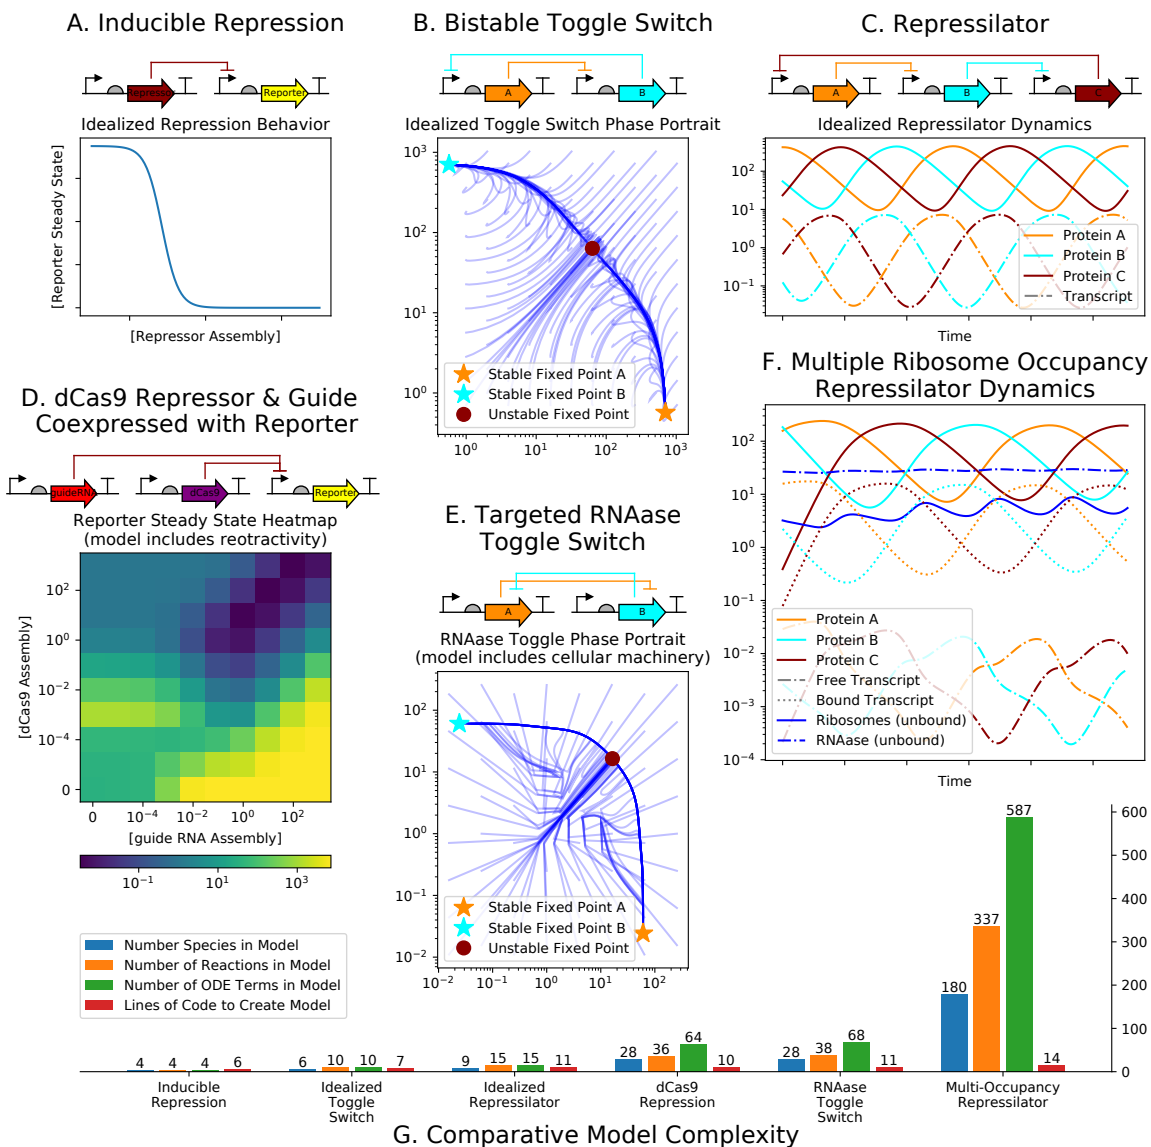 A. Inducible Repression
Repressor
Reporter
Idealized Repression Behavior
[Reporter Steady State]
[Repressor Assembly]
B. Bistable Toggle Switch
A
B
Idealized Toggle Switch Phase Portrait
10³
10²
10¹
10⁰
Stable Fixed Point A
Stable Fixed Point B
Unstable Fixed Point
10⁰
10¹
10²
10³
C. Repressilator
A
B
C
Idealized Repressilator Dynamics
10²
10¹
10⁰
10⁻¹
Protein A
Protein B
Protein C
Transcript
Time
D. dCas9 Repressor & Guide
Coexpressed with Reporter
guideRNA
dCas9
Reporter
Reporter Steady State Heatmap
(model includes reotractivity)
[dCas9 Assembly]
10²
10⁰
10⁻²
10⁻⁴
0
0
10⁻⁴
10⁻²
10⁰
10²
[guide RNA Assembly]
10⁻¹
10¹
10³
E. Targeted RNAase
Toggle Switch
A
B
RNAase Toggle Phase Portrait
(model includes cellular machinery)
10²
10¹
10⁰
10⁻¹
10⁻²
Stable Fixed Point A
Stable Fixed Point B
Unstable Fixed Point
10⁻²
10⁻¹
10⁰
10¹
10²
F. Multiple Ribosome Occupancy
Repressilator Dynamics
10²
10¹
10⁰
10⁻¹
10⁻²
10⁻³
10⁻⁴
Protein A
Protein B
Protein C
Free Transcript
Bound Transcript
Ribosomes (unbound)
RNAase (unbound)
Time
Number Species in Model
Number of Reactions in Model
Number of ODE Terms in Model
Lines of Code to Create Model
4 4 4 6
6 10 10 7
9 15 15 11
28 36 64 10
28 38 68 11
180 337 587 14
600
500
400
300
200
100
0
Inducible
Repression
Idealized
Toggle
Switch
Idealized
Repressilator
dCas9
Repression
RNAase
Toggle
Switch
Multi-Occupancy
Repressilator
G. Comparative Model Complexity